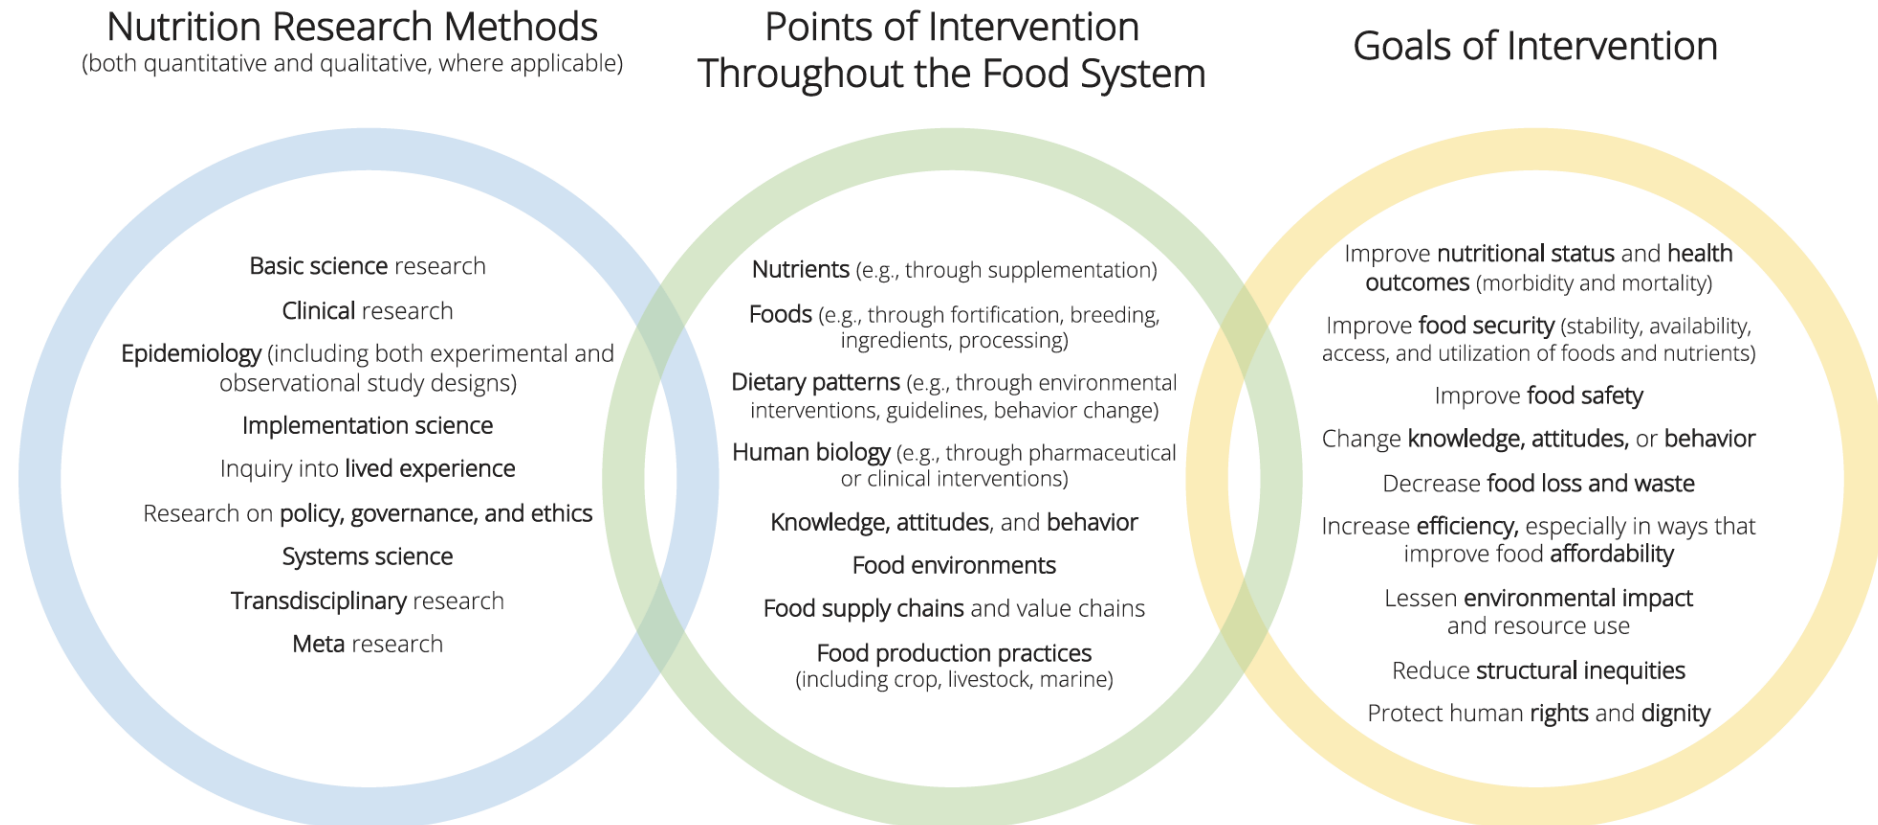 Nutrition Research Methods
(both quantitative and qualitative, where applicable)
Basic science research
Clinical research
Epidemiology (including both experimental and
observational study designs)
Implementation science
Inquiry into lived experience
Research on policy, governance, and ethics
Systems science
Transdisciplinary research
Meta research
Points of Intervention
Throughout the Food System
Nutrients (e.g., through supplementation)
Foods (e.g., through fortification, breeding,
ingredients, processing)
Dietary patterns (e.g., through environmental
interventions, guidelines, behavior change)
Human biology (e.g., through pharmaceutical
or clinical interventions)
Knowledge, attitudes, and behavior
Food environments
Food supply chains and value chains
Food production practices
(including crop, livestock, marine)
Goals of Intervention
Improve nutritional status and health
outcomes (morbidity and mortality)
Improve food security (stability, availability,
access, and utilization of foods and nutrients)
Improve food safety
Change knowledge, attitudes, or behavior
Decrease food loss and waste
Increase efficiency, especially in ways that
improve food affordability
Lessen environmental impact
and resource use
Reduce structural inequities
Protect human rights and dignity